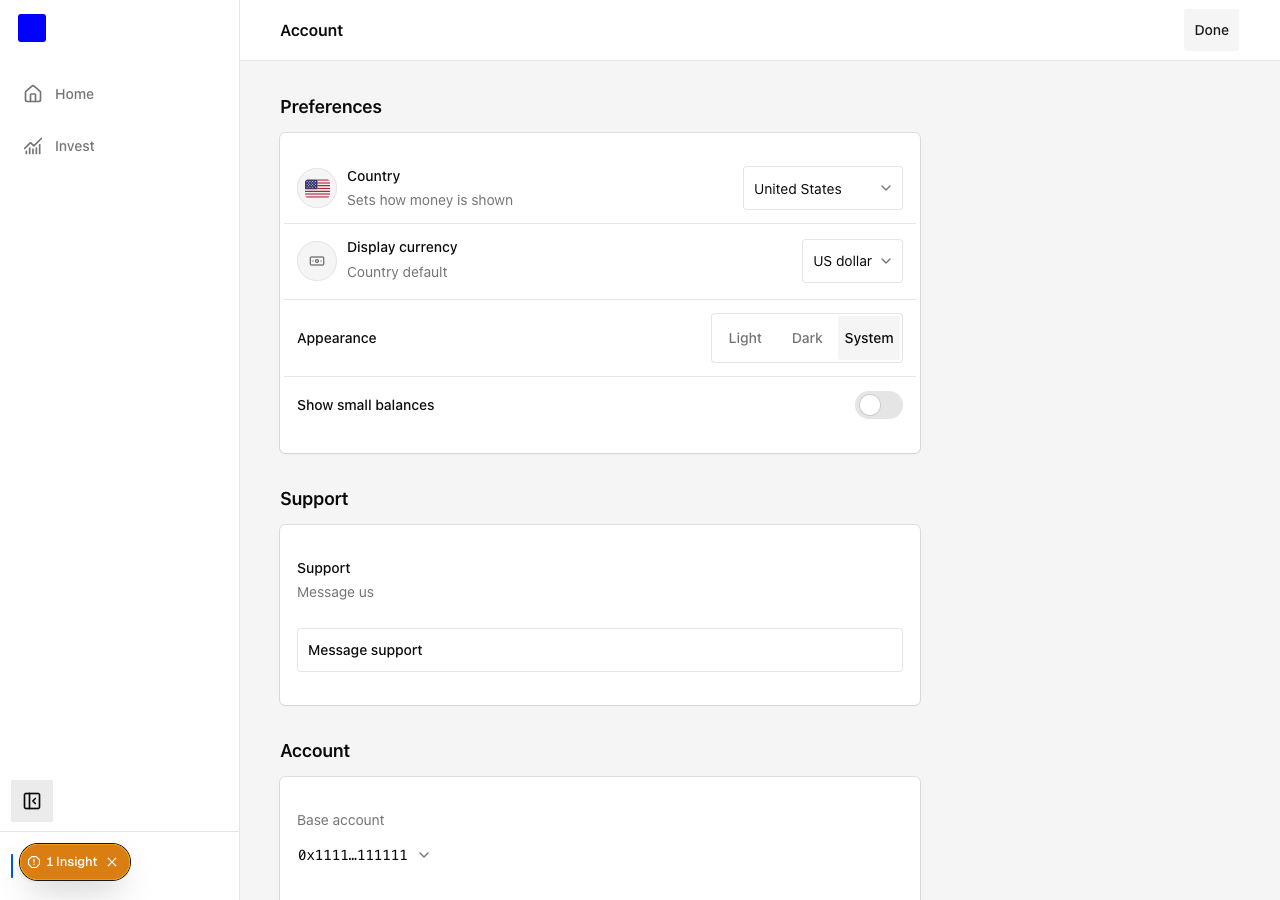 Account
Done
Home
Invest
Preferences
Country
Sets how money is shown
United States
Display currency
Country default
US dollar
Appearance
Light
Dark
System
Show small balances
Support
Support
Message us
Message support
Account
Base account
0x1111…111111
1 Insight